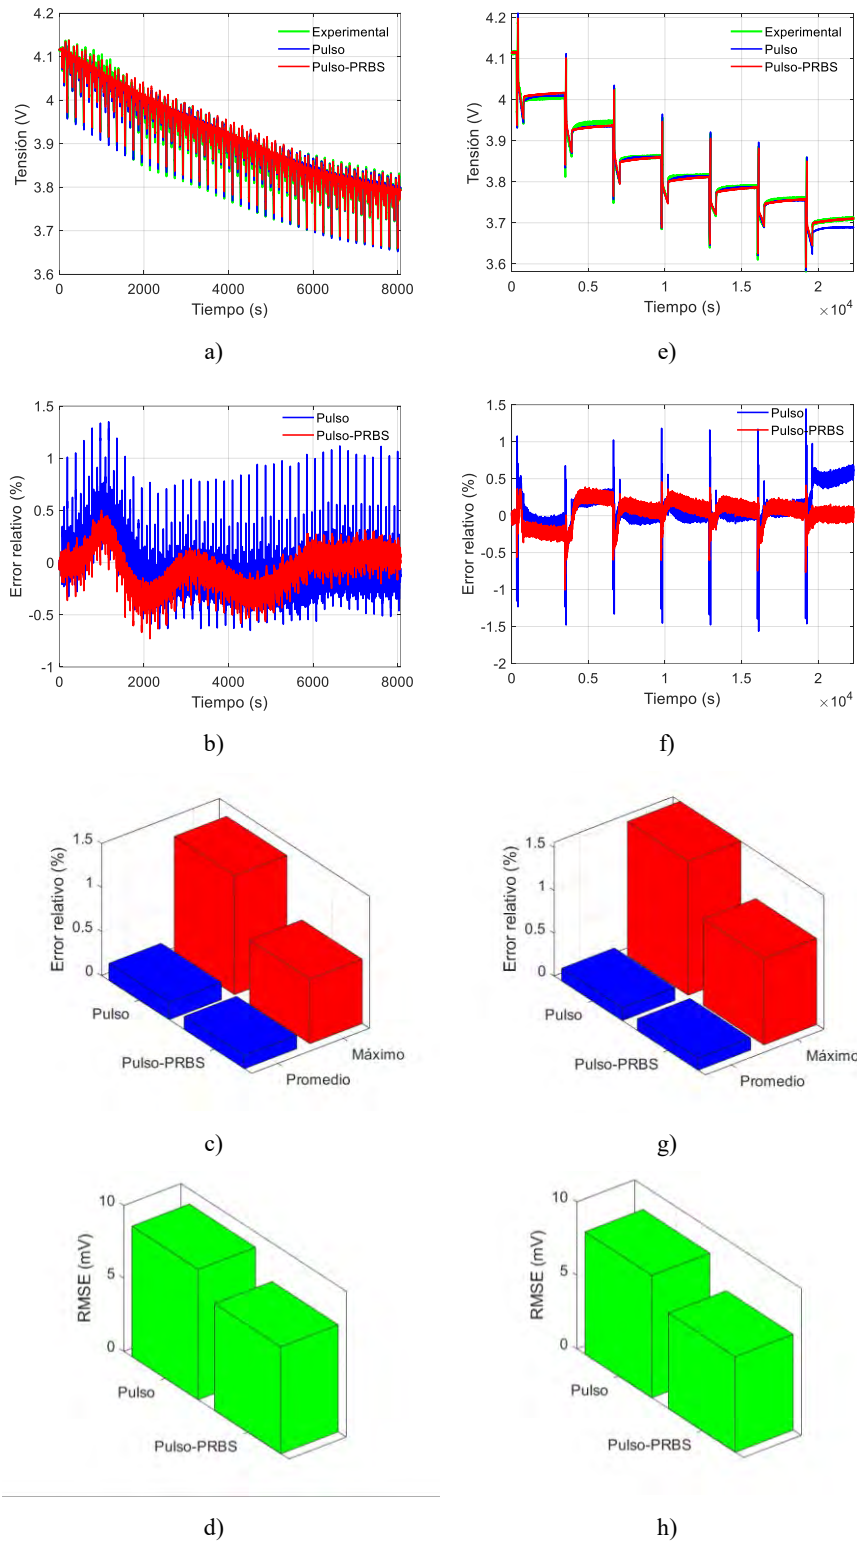 4.2
4.1
4
3.9
3.8
3.7
3.6
Tensión (V)
Experimental
Pulso
Pulso-PRBS
0
2000
4000
6000
8000
Tiempo (s)
a)
4.2
4.1
4
3.9
3.8
3.7
3.6
Tensión (V)
Experimental
Pulso
Pulso-PRBS
0
0.5
1
1.5
2
Tiempo (s)
×10⁴
e)
1.5
1
0.5
0
-0.5
-1
Error relativo (%)
Pulso
Pulso-PRBS
0
2000
4000
6000
8000
Tiempo (s)
b)
1.5
1
0.5
0
-0.5
-1
-1.5
-2
Error relativo (%)
Pulso
Pulso-PRBS
0
0.5
1
1.5
2
Tiempo (s)
×10⁴
f)
1.5
1
0.5
0
Error relativo (%)
Pulso
Pulso-PRBS
Promedio
Máximo
c)
1.5
1
0.5
0
Error relativo (%)
Pulso
Pulso-PRBS
Promedio
Máximo
g)
10
5
0
RMSE (mV)
Pulso
Pulso-PRBS
d)
10
5
0
RMSE (mV)
Pulso
Pulso-PRBS
h)